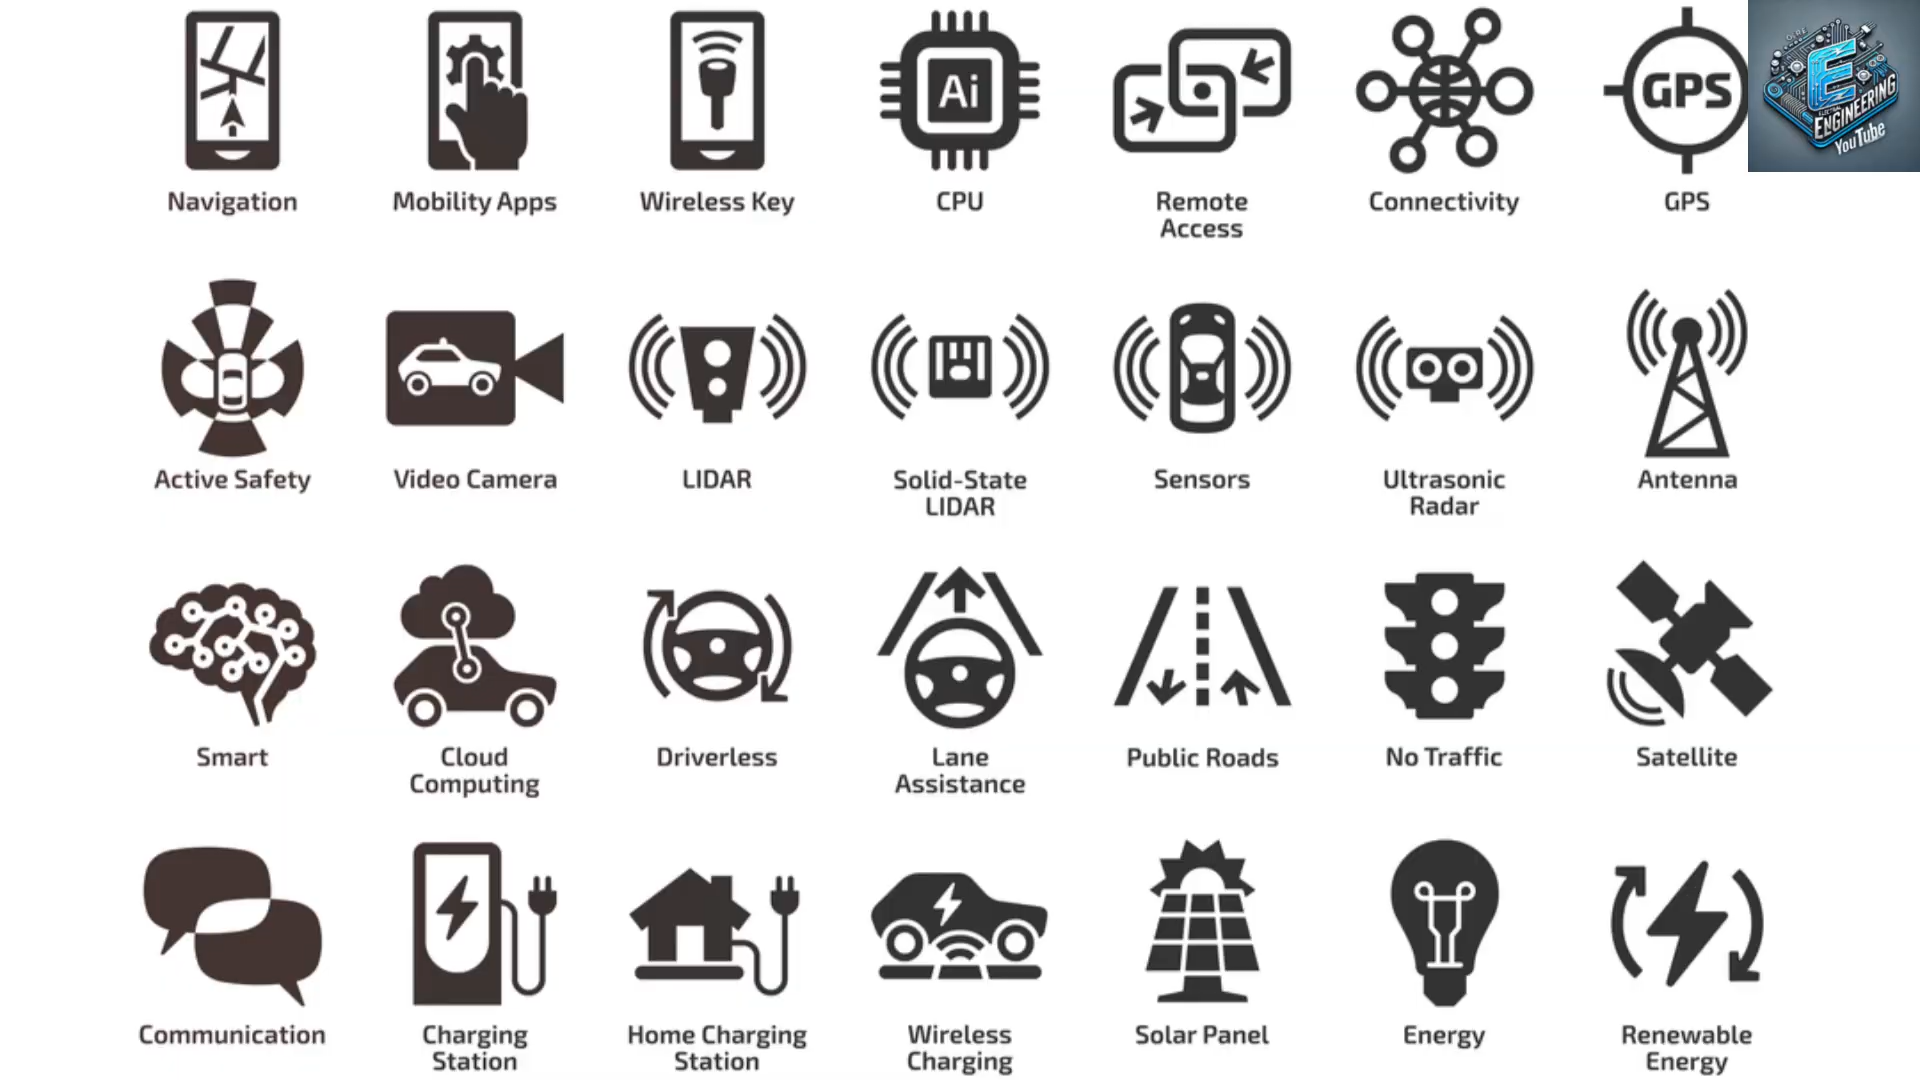 Ai
GPS
E
ENGINEERING
YouTube
Navigation
Mobility Apps
Wireless Key
CPU
Remote
Access
Connectivity
GPS
Active Safety
Video Camera
LIDAR
Solid-State
LIDAR
Sensors
Ultrasonic
Radar
Antenna
Smart
Cloud
Computing
Driverless
Lane
Assistance
Public Roads
No Traffic
Satellite
Communication
Charging
Station
Home Charging
Station
Wireless
Charging
Solar Panel
Energy
Renewable
Energy